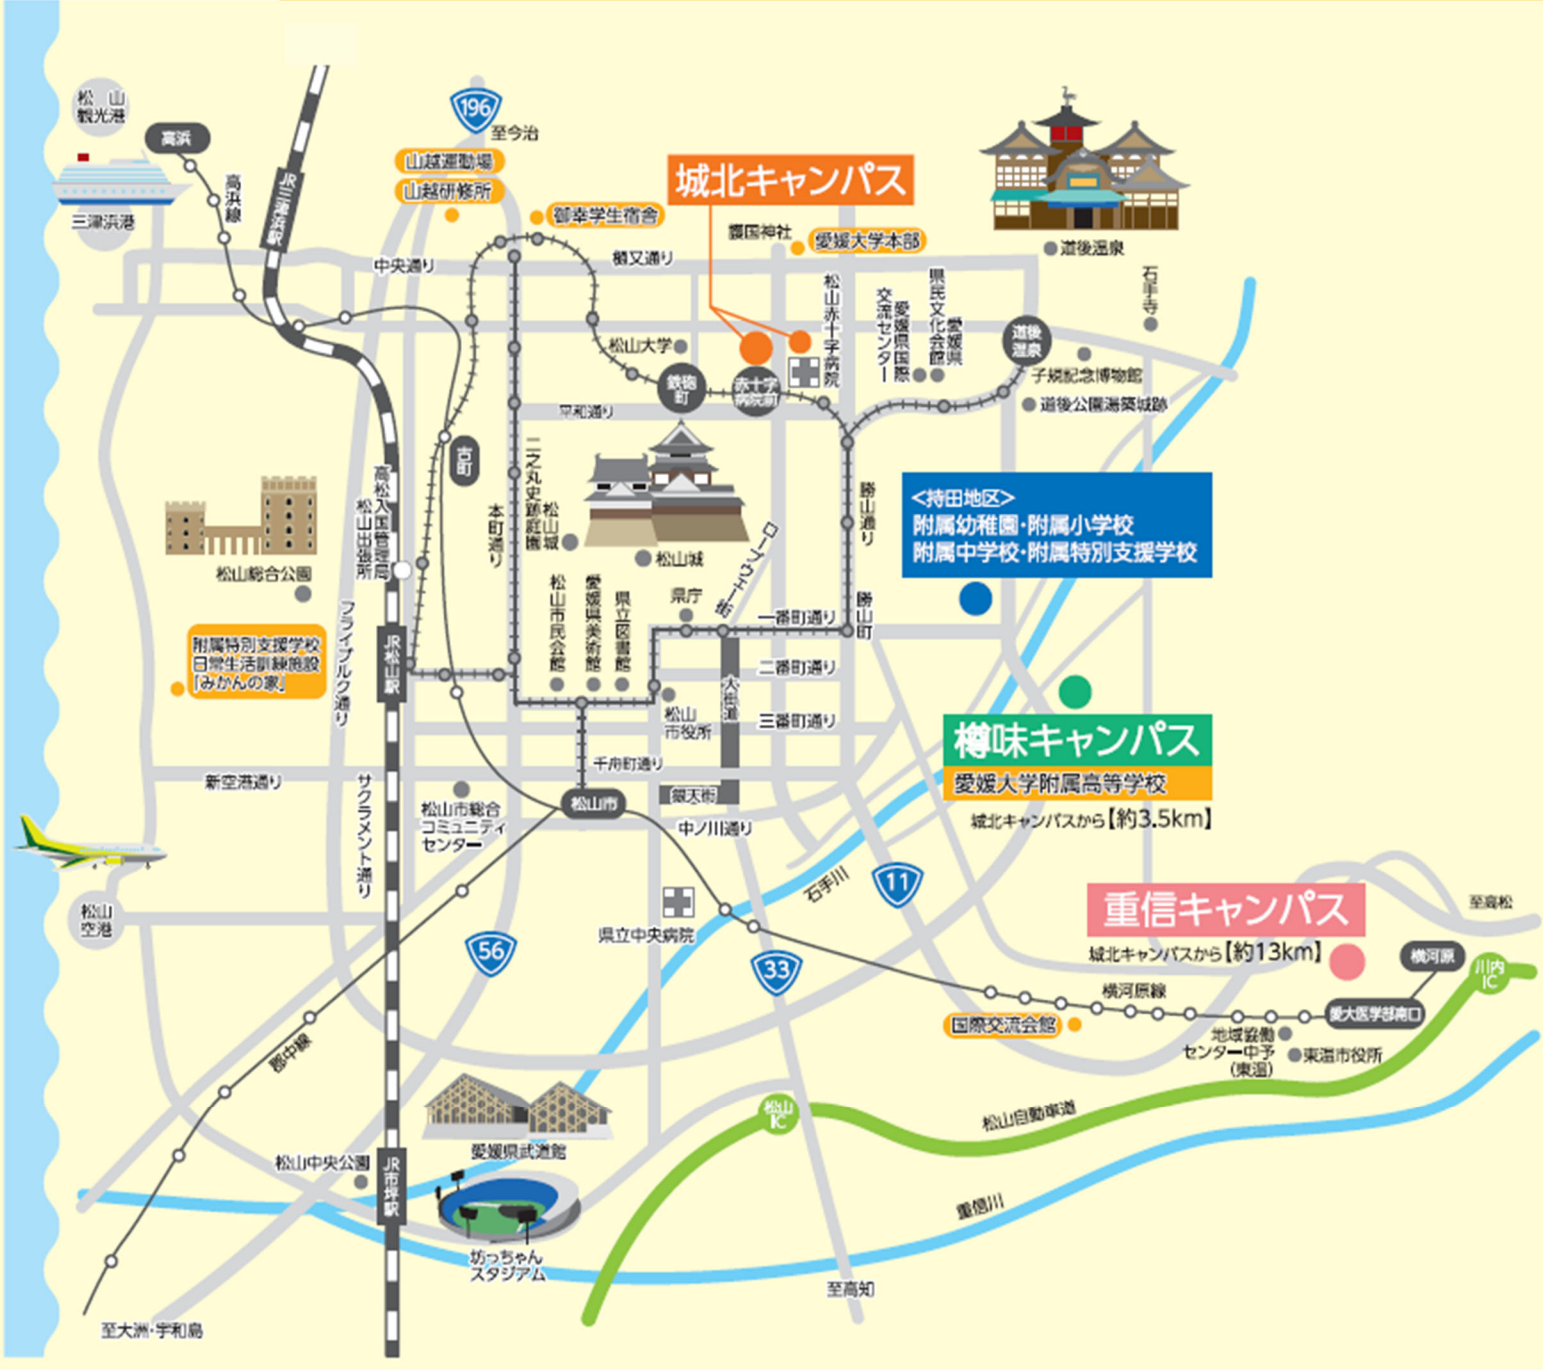 松山
観光港
高浜
高浜線
三津浜港
JR三津浜駅
196
至今治
山越運動場
山越研修所
御幸学生宿舎
城北キャンパス
護国神社
愛媛大学本部
道後温泉
中央通り
樋又通り
松山赤十字病院
愛媛県国際
交流センター
愛媛県
県民文化会館
石手寺
道後
温泉
子規記念博物館
道後公園湯築城跡
松山大学
鉄砲
町
赤十字
病院前
平和通り
古町
高松入国管理局
松山出張所
本町通り
二之丸史跡庭園
松山城
松山城
ロープウェー街
勝山通り
<持田地区>
附属幼稚園・附属小学校
附属中学校・附属特別支援学校
松山総合公園
フライブルク通り
松山市民会館
愛媛県美術館
県立図書館
県庁
一番町通り
勝山町
附属特別支援学校
日常生活訓練施設
「みかんの家」
JR松山駅
二番町通り
大街道
松山
市役所
三番町通り
樽味キャンパス
愛媛大学附属高等学校
城北キャンパスから【約3.5km】
新空港通り
サクラメント通り
千舟町通り
松山市
銀天街
中ノ川通り
松山市総合
コミュニティ
センター
石手川
11
松山
空港
県立中央病院
56
33
重信キャンパス
城北キャンパスから【約13km】
至高松
横河原
川内
IC
横河原線
愛大医学部南口
国際交流会館
地域協働
センター中予
(東温)
東温市役所
郡中線
松山
IC
松山自動車道
愛媛県武道館
松山中央公園
JR市坪駅
坊っちゃん
スタジアム
重信川
至高知
至大洲・宇和島